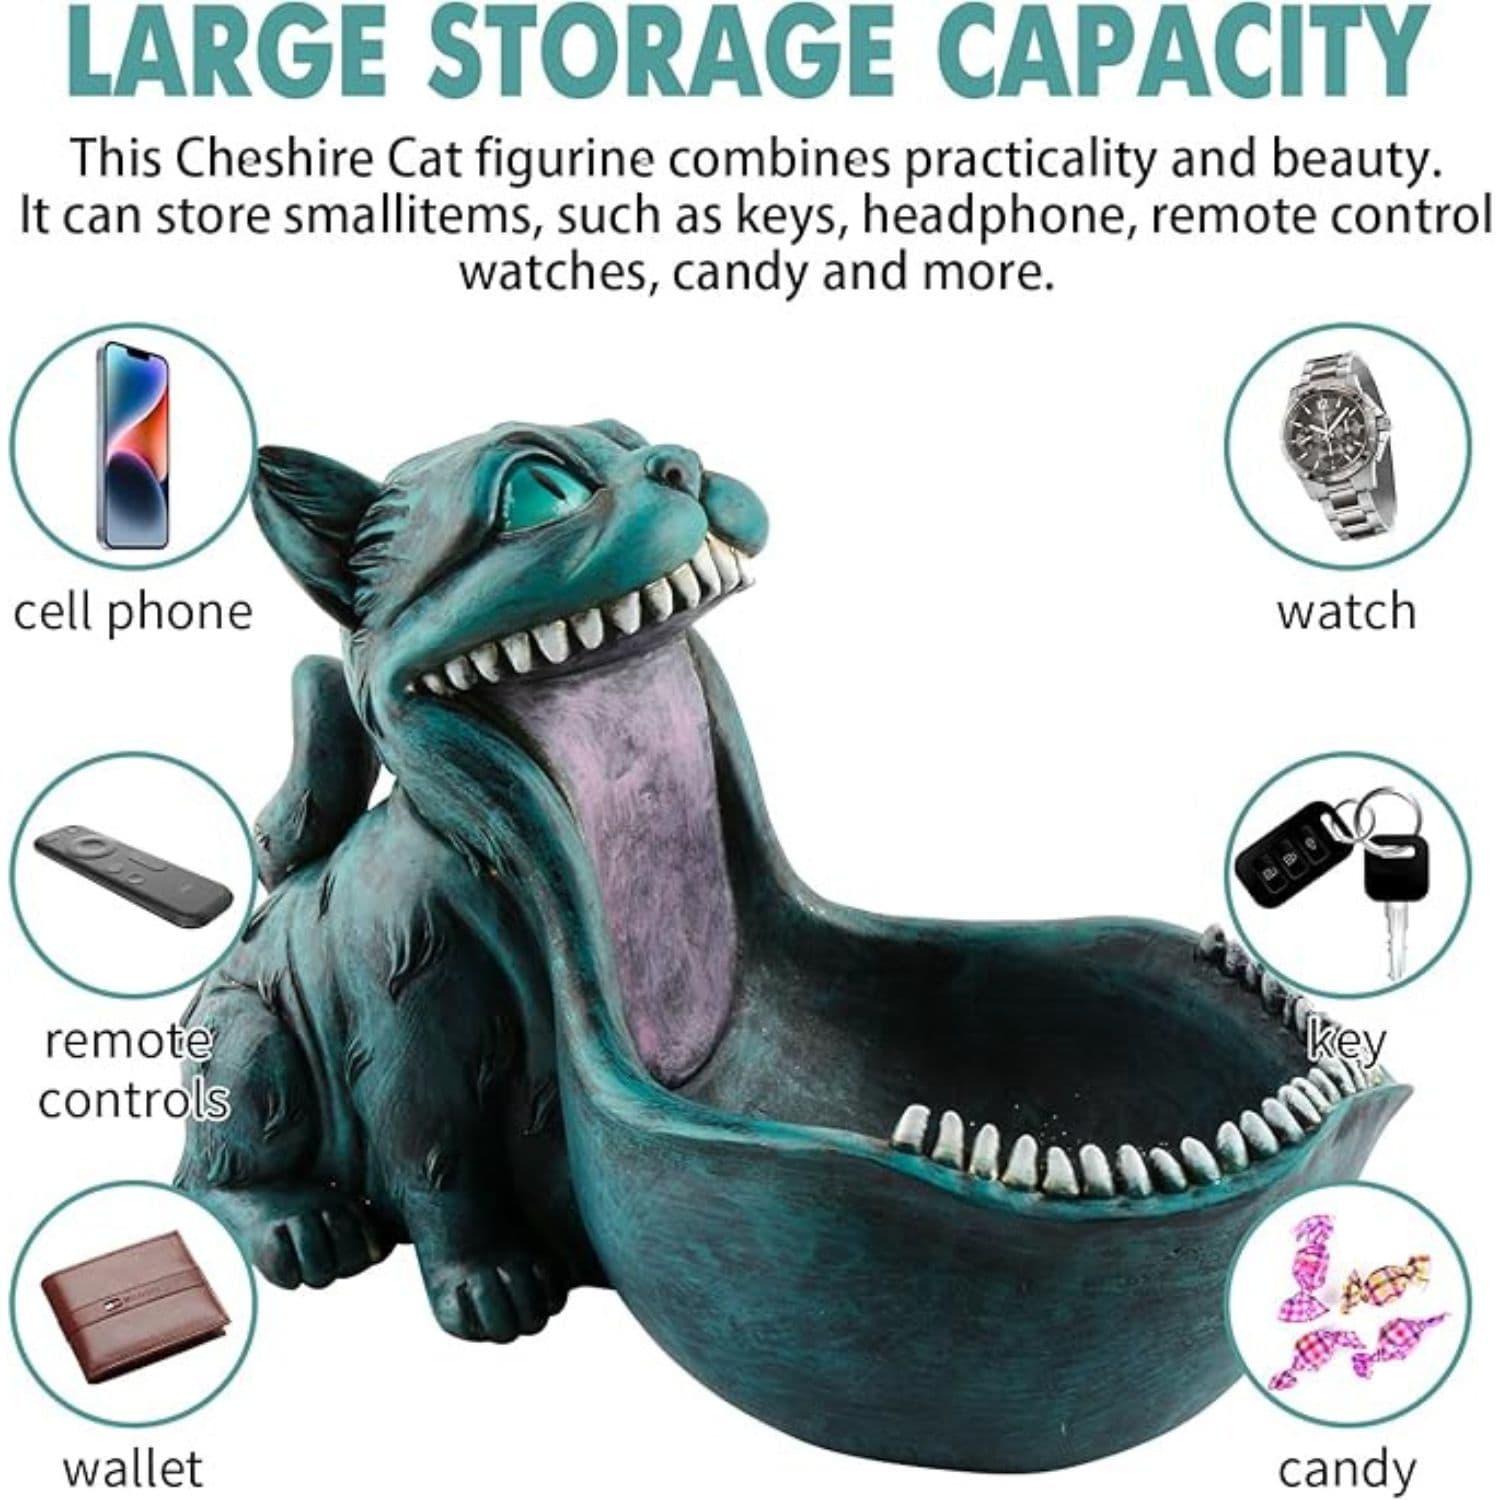 LARGE STORAGE CAPACITY
This Cheshire Cat figurine combines practicality and beauty.
It can store smallitems, such as keys, headphone, remote control
watches, candy and more.
cell phone
watch
remote
controls
key
wallet
candy